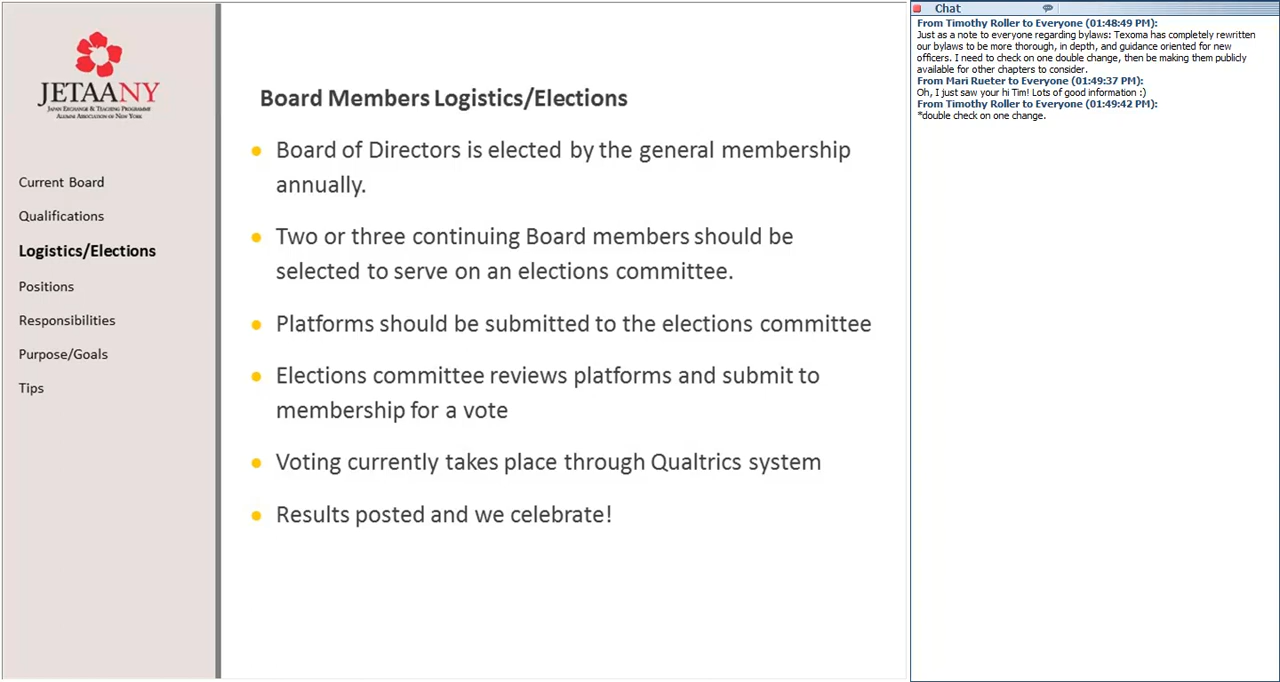 JETAANY
JAPAN EXCHANGE & TEACHING PROGRAMME
ALUMNI ASSOCIATION OF NEW YORK
Current Board
Qualifications
Logistics/Elections
Positions
Responsibilities
Purpose/Goals
Tips
Board Members Logistics/Elections
Board of Directors is elected by the general membership
annually.
Two or three continuing Board members should be
selected to serve on an elections committee.
Platforms should be submitted to the elections committee
Elections committee reviews platforms and submit to
membership for a vote
Voting currently takes place through Qualtrics system
Results posted and we celebrate!
Chat
From Timothy Roller to Everyone (01:48:49 PM):
Just as a note to everyone regarding bylaws: Texoma has completely rewritten
our bylaws to be more thorough, in depth, and guidance oriented for new
officers. I need to check on one double change, then be making them publicly
available for other chapters to consider.
From Mari Rueter to Everyone (01:49:37 PM):
Oh, I just saw your hi Tim! Lots of good information :)
From Timothy Roller to Everyone (01:49:42 PM):
*double check on one change.